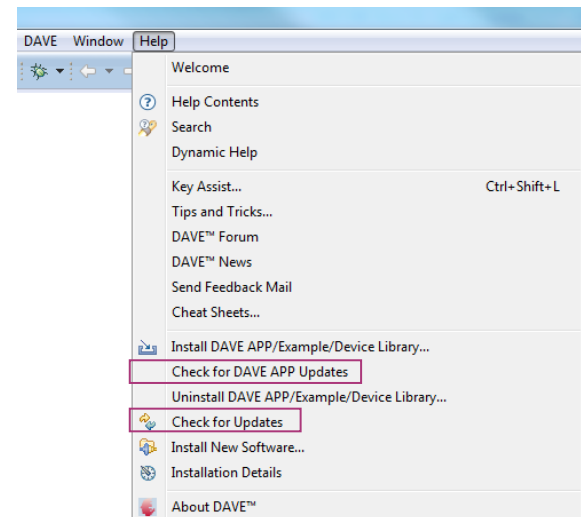 DAVE Window Help
Welcome
Help Contents
Search
Dynamic Help
Key Assist... Ctrl+Shift+L
Tips and Tricks...
DAVE™ Forum
DAVE™ News
Send Feedback Mail
Cheat Sheets...
Install DAVE APP/Example/Device Library...
Check for DAVE APP Updates
Uninstall DAVE APP/Example/Device Library...
Check for Updates
Install New Software...
Installation Details
About DAVE™